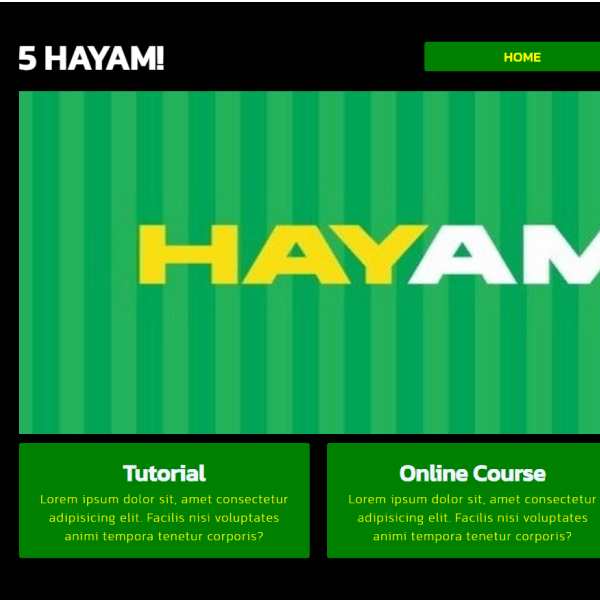 5 HAYAM!
HOME
HAYAM
Tutorial
Lorem ipsum dolor sit, amet consectetur
adipisicing elit. Facilis nisi voluptates
animi tempora tenetur corporis?
Online Course
Lorem ipsum dolor sit, amet consectetur
adipisicing elit. Facilis nisi voluptates
animi tempora tenetur corporis?